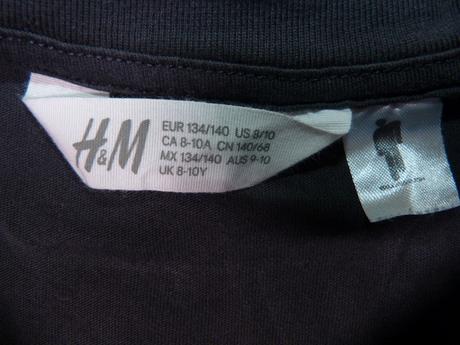 H&M
EUR 134/140 US 8/10
CA 8-10A CN 140/68
MX 134/140 AUS 9-10
UK 8-10Y